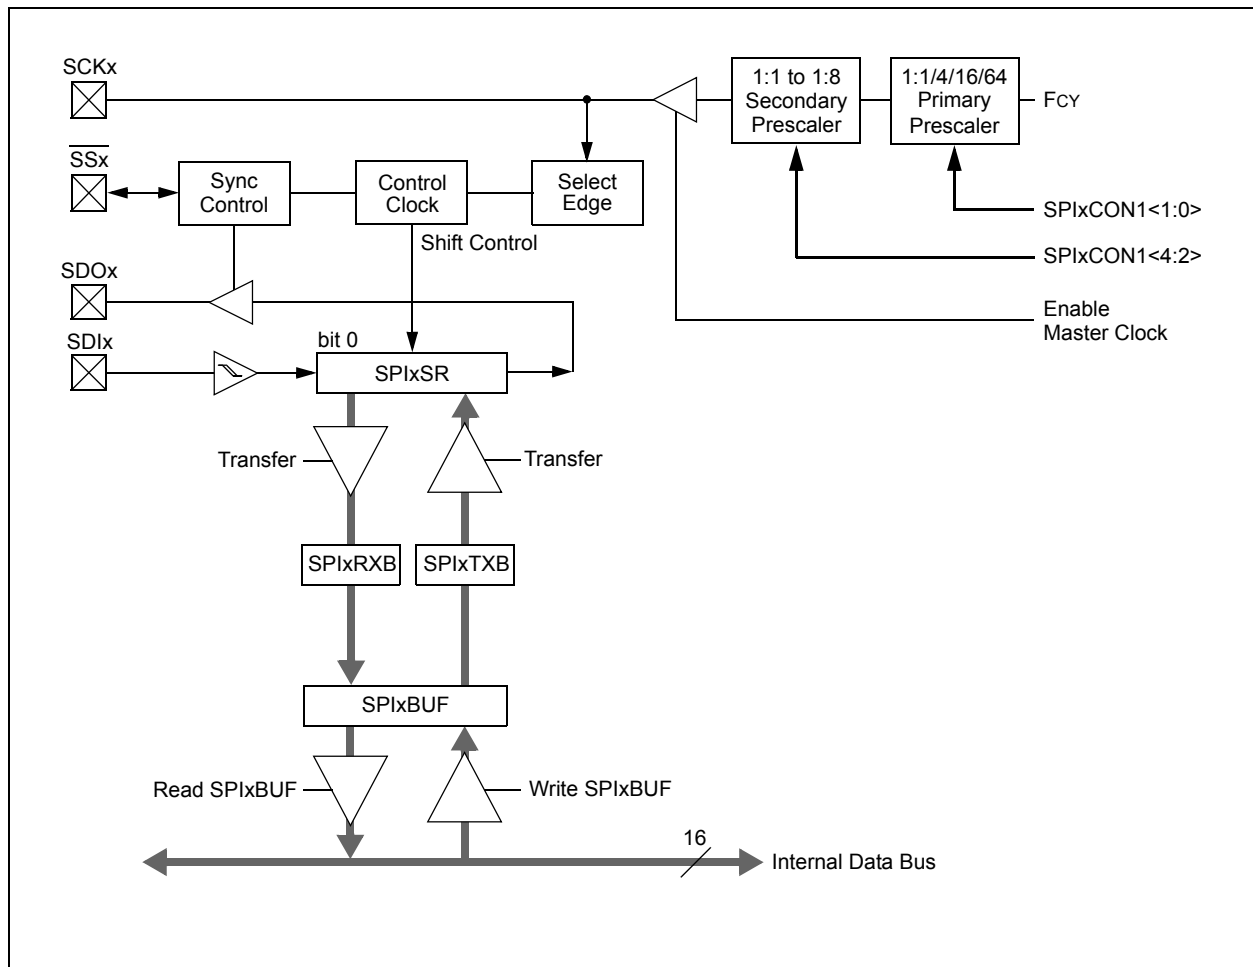 SCKx
1:1 to 1:8
Secondary
Prescaler
1:1/4/16/64
Primary
Prescaler
FCY
SSx
Sync
Control
Control
Clock
Select
Edge
SPIxCON1<1:0>
Shift Control
SPIxCON1<4:2>
SDOx
Enable
Master Clock
SDIx
bit 0
SPIxSR
Transfer
Transfer
SPIxRXB
SPIxTXB
SPIxBUF
Read SPIxBUF
Write SPIxBUF
16
Internal Data Bus